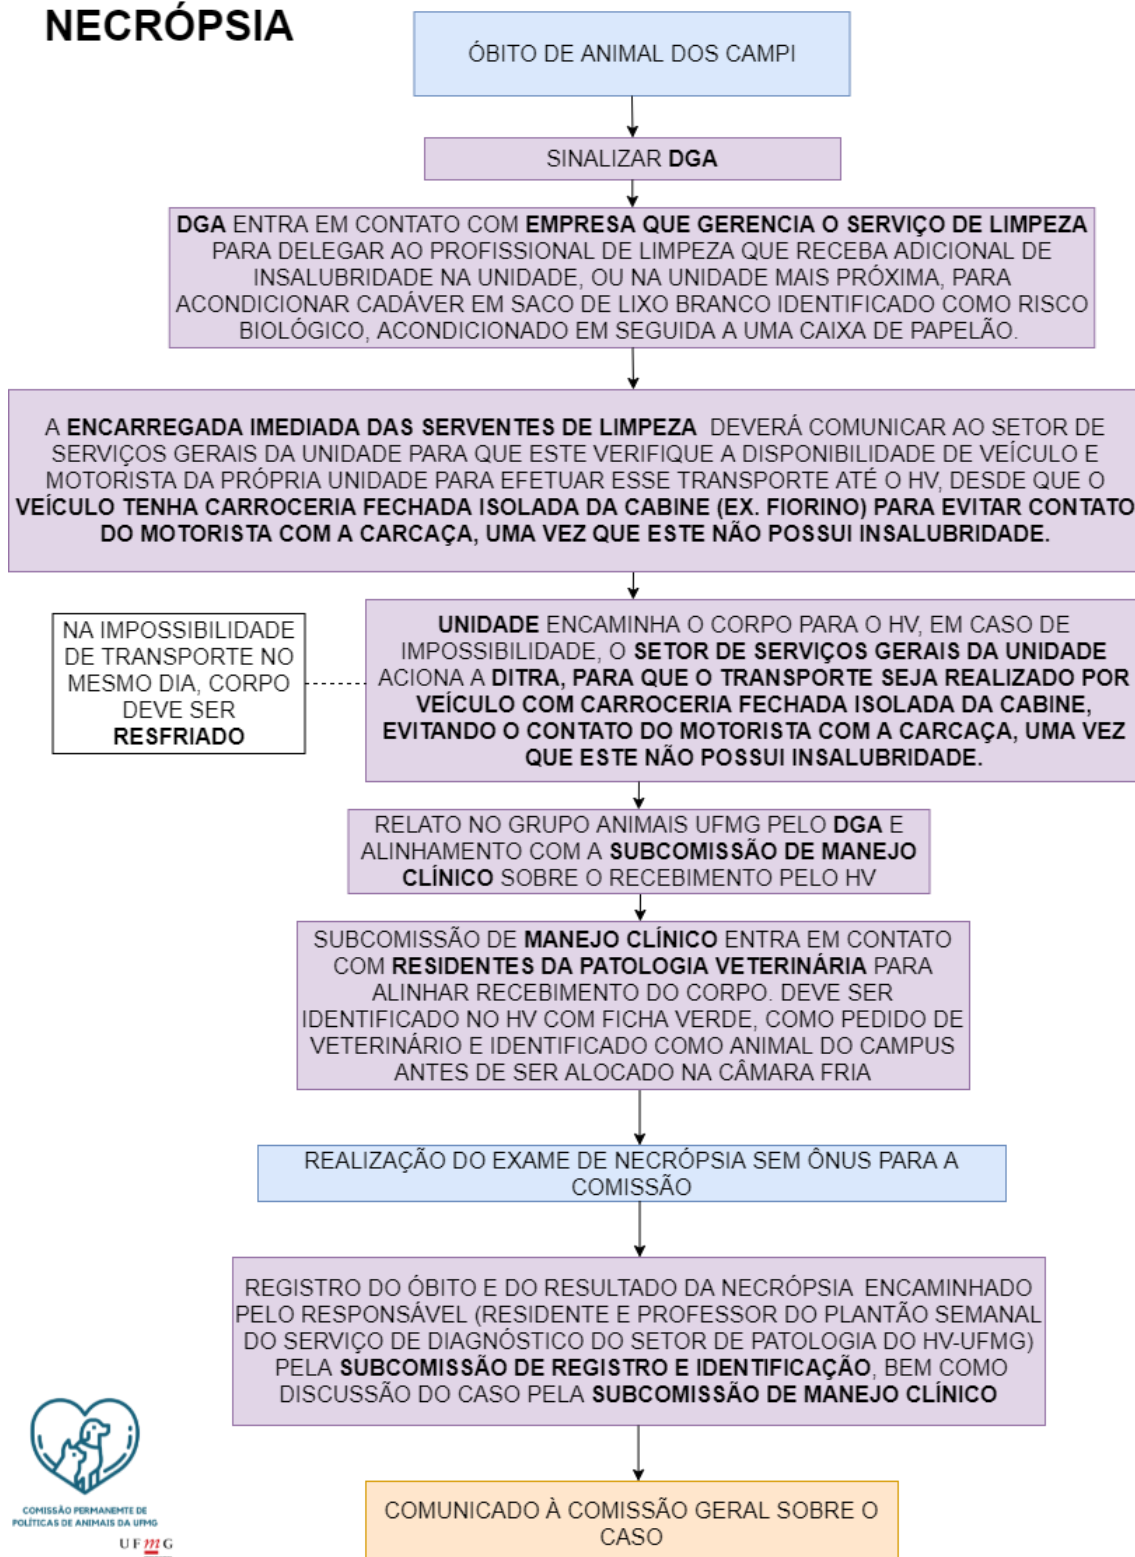 NECRÓPSIA
ÓBITO DE ANIMAL DOS CAMPI
SINALIZAR DGA
DGA ENTRA EM CONTATO COM EMPRESA QUE GERENCIA O SERVIÇO DE LIMPEZA
PARA DELEGAR AO PROFISSIONAL DE LIMPEZA QUE RECEBA ADICIONAL DE
INSALUBRIDADE NA UNIDADE, OU NA UNIDADE MAIS PRÓXIMA, PARA
ACONDICIONAR CADÁVER EM SACO DE LIXO BRANCO IDENTIFICADO COMO RISCO
BIOLÓGICO, ACONDICIONADO EM SEGUIDA A UMA CAIXA DE PAPELÃO.
A ENCARREGADA IMEDIADA DAS SERVENTES DE LIMPEZA DEVERÁ COMUNICAR AO SETOR DE
SERVIÇOS GERAIS DA UNIDADE PARA QUE ESTE VERIFIQUE A DISPONIBILIDADE DE VEÍCULO E
MOTORISTA DA PRÓPRIA UNIDADE PARA EFETUAR ESSE TRANSPORTE ATÉ O HV, DESDE QUE O
VEÍCULO TENHA CARROCERIA FECHADA ISOLADA DA CABINE (EX. FIORINO) PARA EVITAR CONTATO
DO MOTORISTA COM A CARCAÇA, UMA VEZ QUE ESTE NÃO POSSUI INSALUBRIDADE.
NA IMPOSSIBILIDADE
DE TRANSPORTE NO
MESMO DIA, CORPO
DEVE SER
RESFRIADO
UNIDADE ENCAMINHA O CORPO PARA O HV, EM CASO DE
IMPOSSIBILIDADE, O SETOR DE SERVIÇOS GERAIS DA UNIDADE
ACIONA A DITRA, PARA QUE O TRANSPORTE SEJA REALIZADO POR
VEÍCULO COM CARROCERIA FECHADA ISOLADA DA CABINE,
EVITANDO O CONTATO DO MOTORISTA COM A CARCAÇA, UMA VEZ
QUE ESTE NÃO POSSUI INSALUBRIDADE.
RELATO NO GRUPO ANIMAIS UFMG PELO DGA E
ALINHAMENTO COM A SUBCOMISSÃO DE MANEJO
CLÍNICO SOBRE O RECEBIMENTO PELO HV
SUBCOMISSÃO DE MANEJO CLÍNICO ENTRA EM CONTATO
COM RESIDENTES DA PATOLOGIA VETERINÁRIA PARA
ALINHAR RECEBIMENTO DO CORPO. DEVE SER
IDENTIFICADO NO HV COM FICHA VERDE, COMO PEDIDO DE
VETERINÁRIO E IDENTIFICADO COMO ANIMAL DO CAMPUS
ANTES DE SER ALOCADO NA CÂMARA FRIA
REALIZAÇÃO DO EXAME DE NECRÓPSIA SEM ÔNUS PARA A
COMISSÃO
REGISTRO DO ÓBITO E DO RESULTADO DA NECRÓPSIA ENCAMINHADO
PELO RESPONSÁVEL (RESIDENTE E PROFESSOR DO PLANTÃO SEMANAL
DO SERVIÇO DE DIAGNÓSTICO DO SETOR DE PATOLOGIA DO HV-UFMG)
PELA SUBCOMISSÃO DE REGISTRO E IDENTIFICAÇÃO, BEM COMO
DISCUSSÃO DO CASO PELA SUBCOMISSÃO DE MANEJO CLÍNICO
COMUNICADO À COMISSÃO GERAL SOBRE O
CASO
COMISSÃO PERMANEMTE DE
POLÍTICAS DE ANIMAIS DA UFMG
UFMG